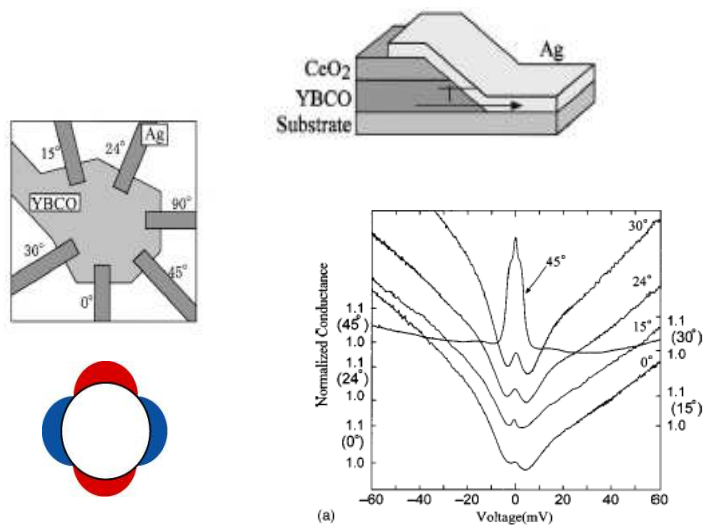 CeO2
YBCO
Substrate
Ag
Ag
15°
24°
YBCO
90°
30°
45°
0°
Normalized Conductance
1.1
(45°)
1.0
1.1
(24°)
1.0
1.1
(0°)
1.0
30°
45°
24°
15°
0°
1.1
(30°)
1.0
1.1
(15°)
1.0
−60 −40 −20 0 20 40 60
Voltage(mV)
(a)